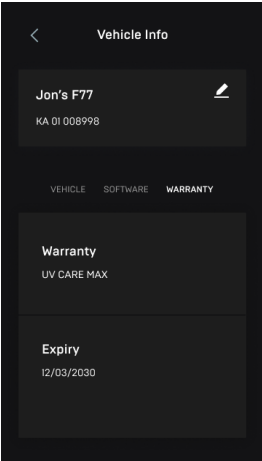 Vehicle Info
Jon's F77
KA 01 008998
VEHICLE SOFTWARE WARRANTY
Warranty
UV CARE MAX
Expiry
12/03/2030